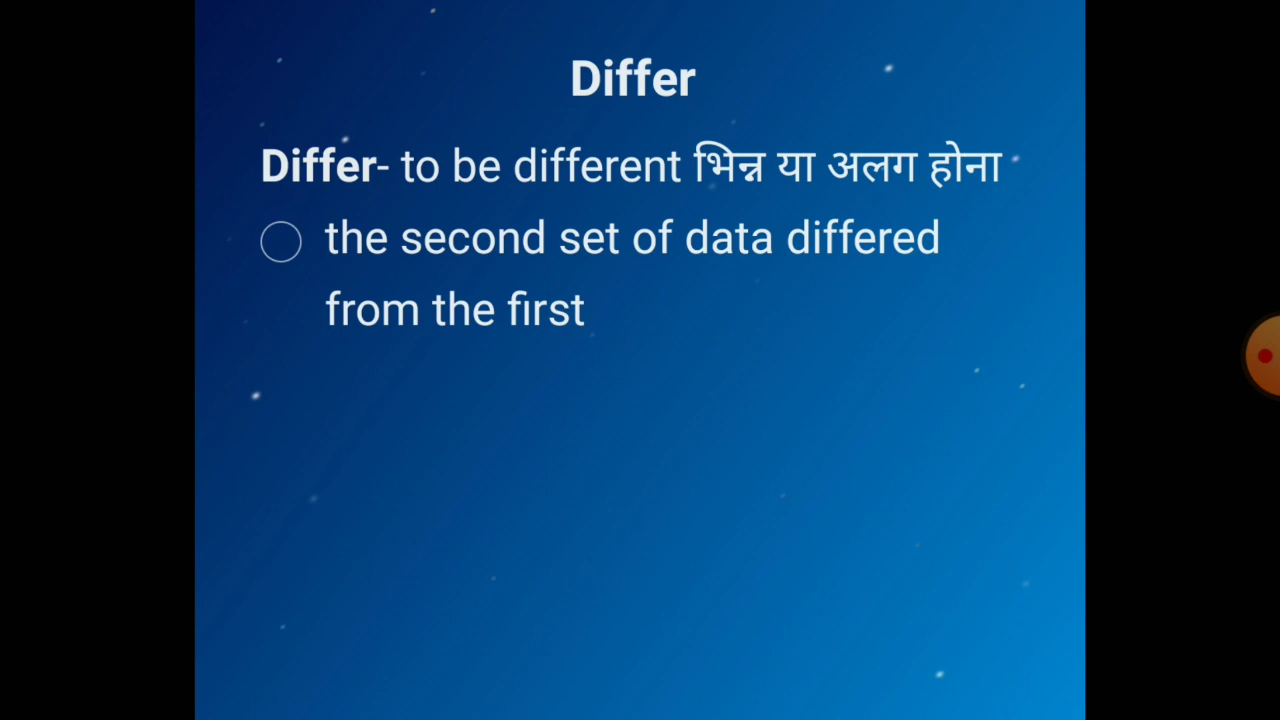 Differ
Differ- to be different भिन्न या अलग होना
the second set of data differed
from the first